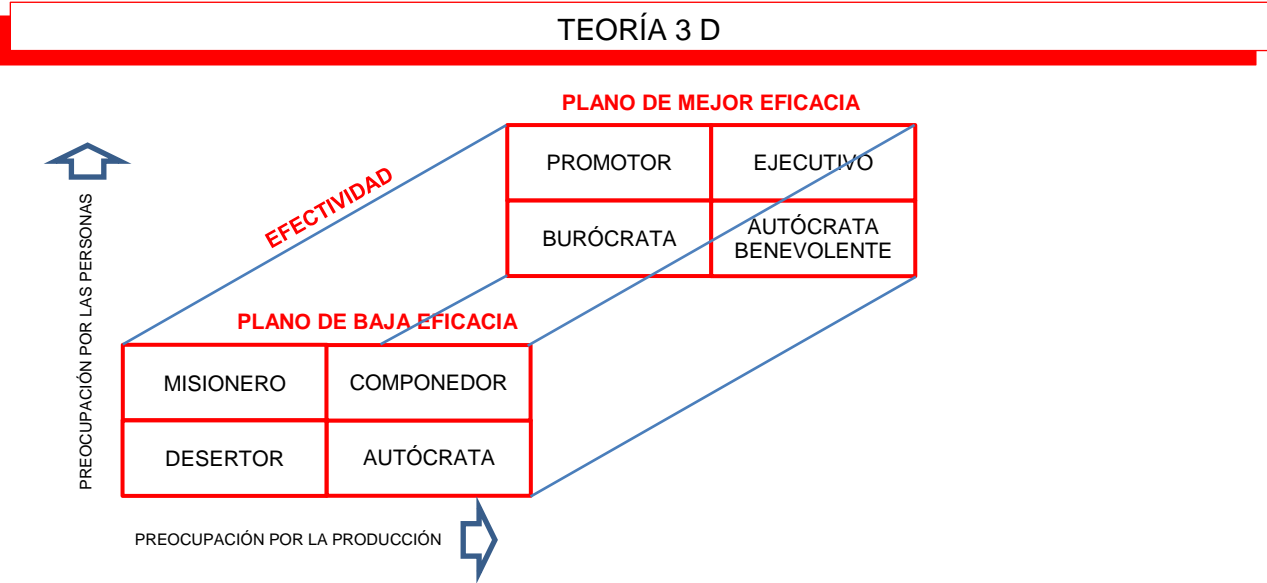 TEORÍA 3 D
PLANO DE MEJOR EFICACIA
PROMOTOR
EJECUTIVO
BURÓCRATA
AUTÓCRATA
BENEVOLENTE
EFECTIVIDAD
PREOCUPACIÓN POR LAS PERSONAS
PLANO DE BAJA EFICACIA
MISIONERO
COMPONEDOR
DESERTOR
AUTÓCRATA
PREOCUPACIÓN POR LA PRODUCCIÓN